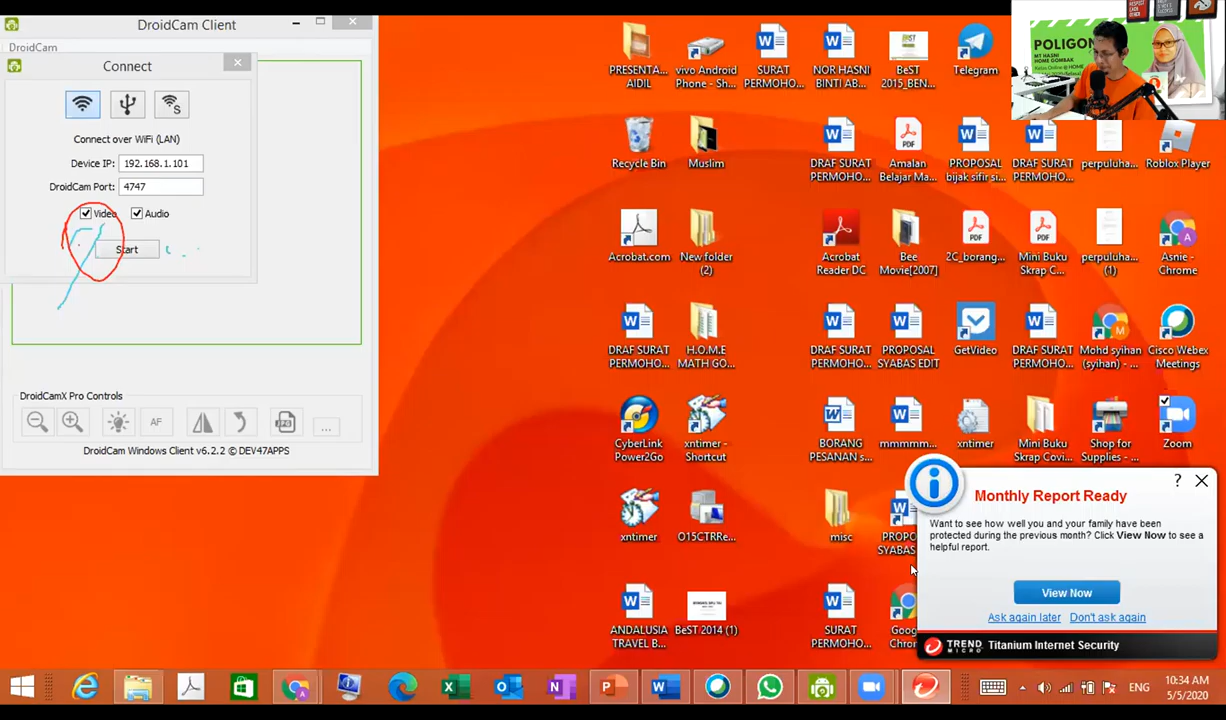 DroidCam Client
DroidCam
Connect
Connect over WiFi (LAN)
Device IP: 192.168.1.101
DroidCam Port: 4747
Video Audio
Start
DroidCamX Pro Controls
AF
JPG
...
DroidCam Windows Client v6.2.2 © DEV47APPS
PRESENTA...
AIDIL
vivo Android
Phone - Sh...
SURAT
PERMOHO...
NOR HASNI
BINTI AB...
BeST
2015_BEN...
Telegram
POLIGON
MT HASNI
HOME GOMBAK
Recycle Bin
Muslim
DRAF SURAT
PERMOHO...
Amalan
Belajar Ma...
PROPOSAL
bijak sifir si...
DRAF SURAT
PERMOHO...
perpuluha...
Roblox Player
Acrobat.com
New folder
(2)
Acrobat
Reader DC
Bee
Movie[2007]
2C_borang...
Mini Buku
Skrap C...
perpuluha...
(1)
Asnie -
Chrome
DRAF SURAT
PERMOHO...
H.O.M.E
MATH GO...
DRAF SURAT
PERMOHO...
PROPOSAL
SYABAS EDIT
GetVideo
DRAF SURAT
PERMOHO...
Mohd syihan
(syihan) - ...
Cisco Webex
Meetings
CyberLink
Power2Go
xntimer -
Shortcut
BORANG
PESANAN s...
mmmmm...
xntimer
Mini Buku
Skrap Covi...
Shop for
Supplies - ...
Zoom
xntimer
O15CTRRe...
misc
PROPO
SYABAS
ANDALUSIA
TRAVEL B...
BeST 2014 (1)
SURAT
PERMOHO...
Goog
Chro
Monthly Report Ready
Want to see how well you and your family have been
protected during the previous month? Click View Now to see a
helpful report.
View Now
Ask again later Don't ask again
TREND MICRO Titanium Internet Security
ENG
10:34 AM
5/5/2020